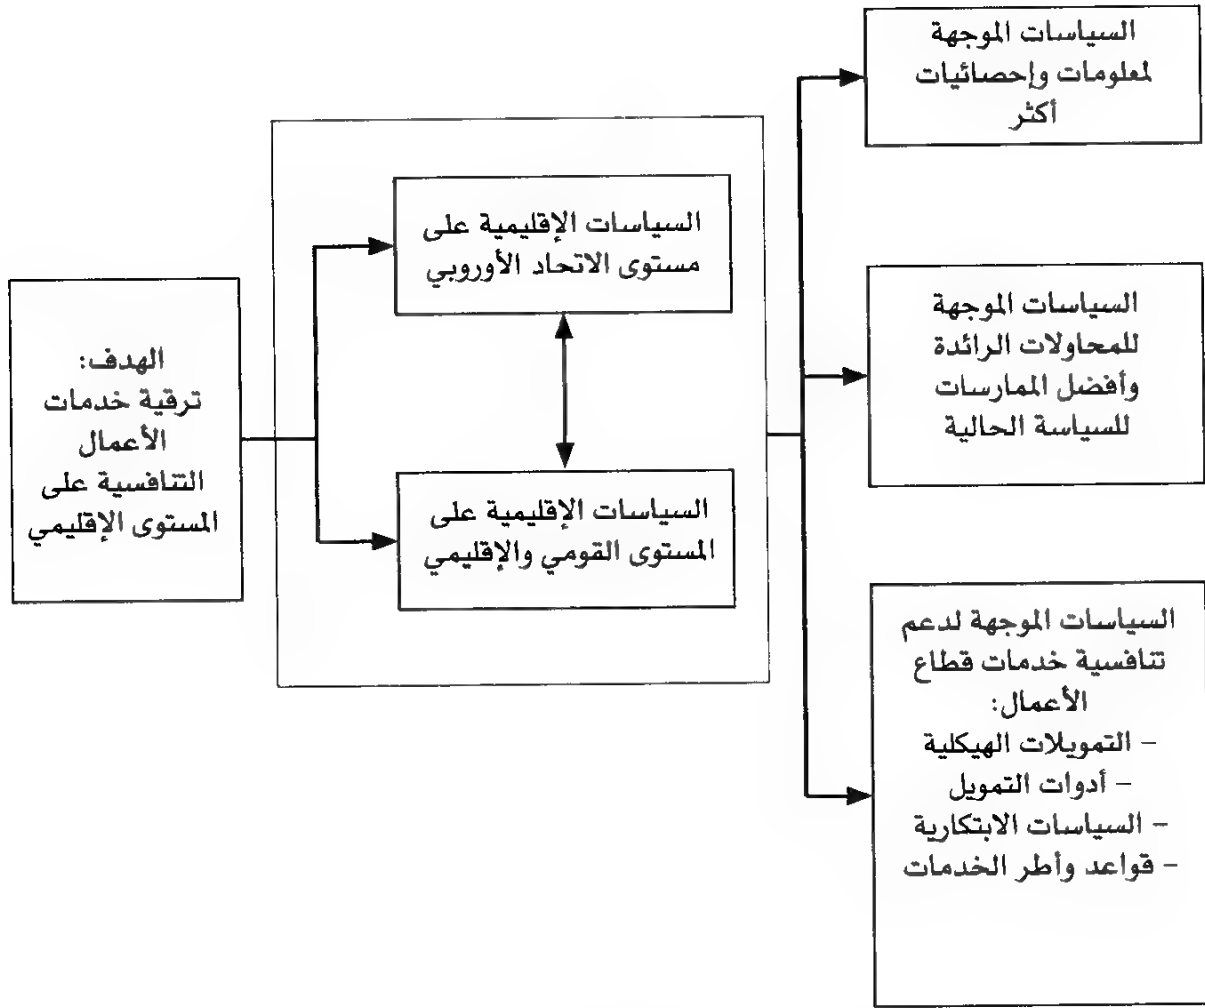 الهدف:
ترقية خدمات
الأعمال
التنافسية على
المستوى الإقليمي
السياسات الإقليمية على
مستوى الاتحاد الأوروبي
السياسات الإقليمية على
المستوى القومي والإقليمي
السياسات الموجهة
لمعلومات وإحصائيات
أكثر
السياسات الموجهة
للمحاولات الرائدة
وأفضل الممارسات
للسياسة الحالية
السياسات الموجهة لدعم
تنافسية خدمات قطاع
الأعمال:
– التمويلات الهيكلية
– أدوات التمويل
– السياسات الابتكارية
– قواعد وأطر الخدمات